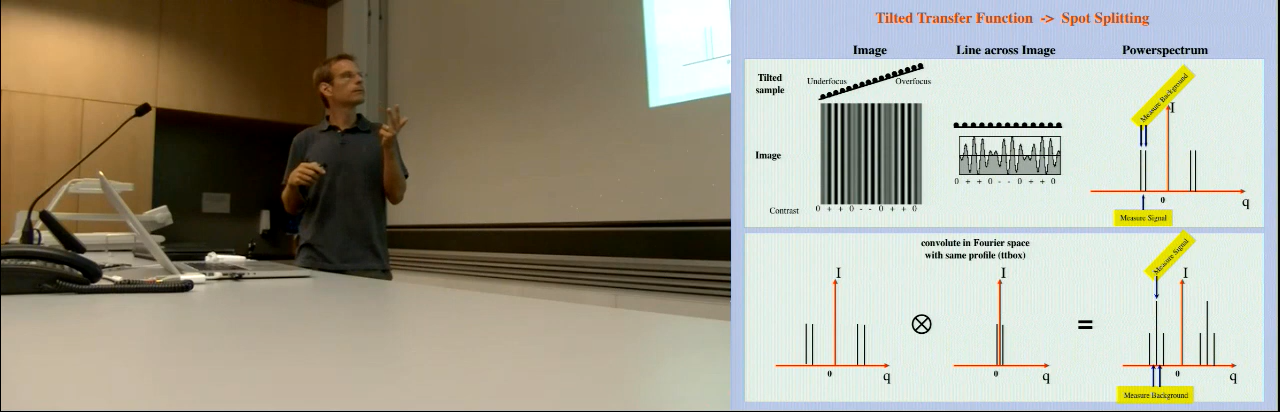 Tilted Transfer Function -> Spot Splitting
Image
Line across Image
Powerspectrum
Tilted
sample
Underfocus
Overfocus
Measure Background
I
Image
0 + + 0 - - 0 + + 0
Contrast
0 + + 0 - - 0 + + 0
0
q
Measure Signal
convolute in Fourier space
with same profile (ttbox)
I
0
q
⊗
I
0
q
=
Measure Signal
I
0
q
Measure Background